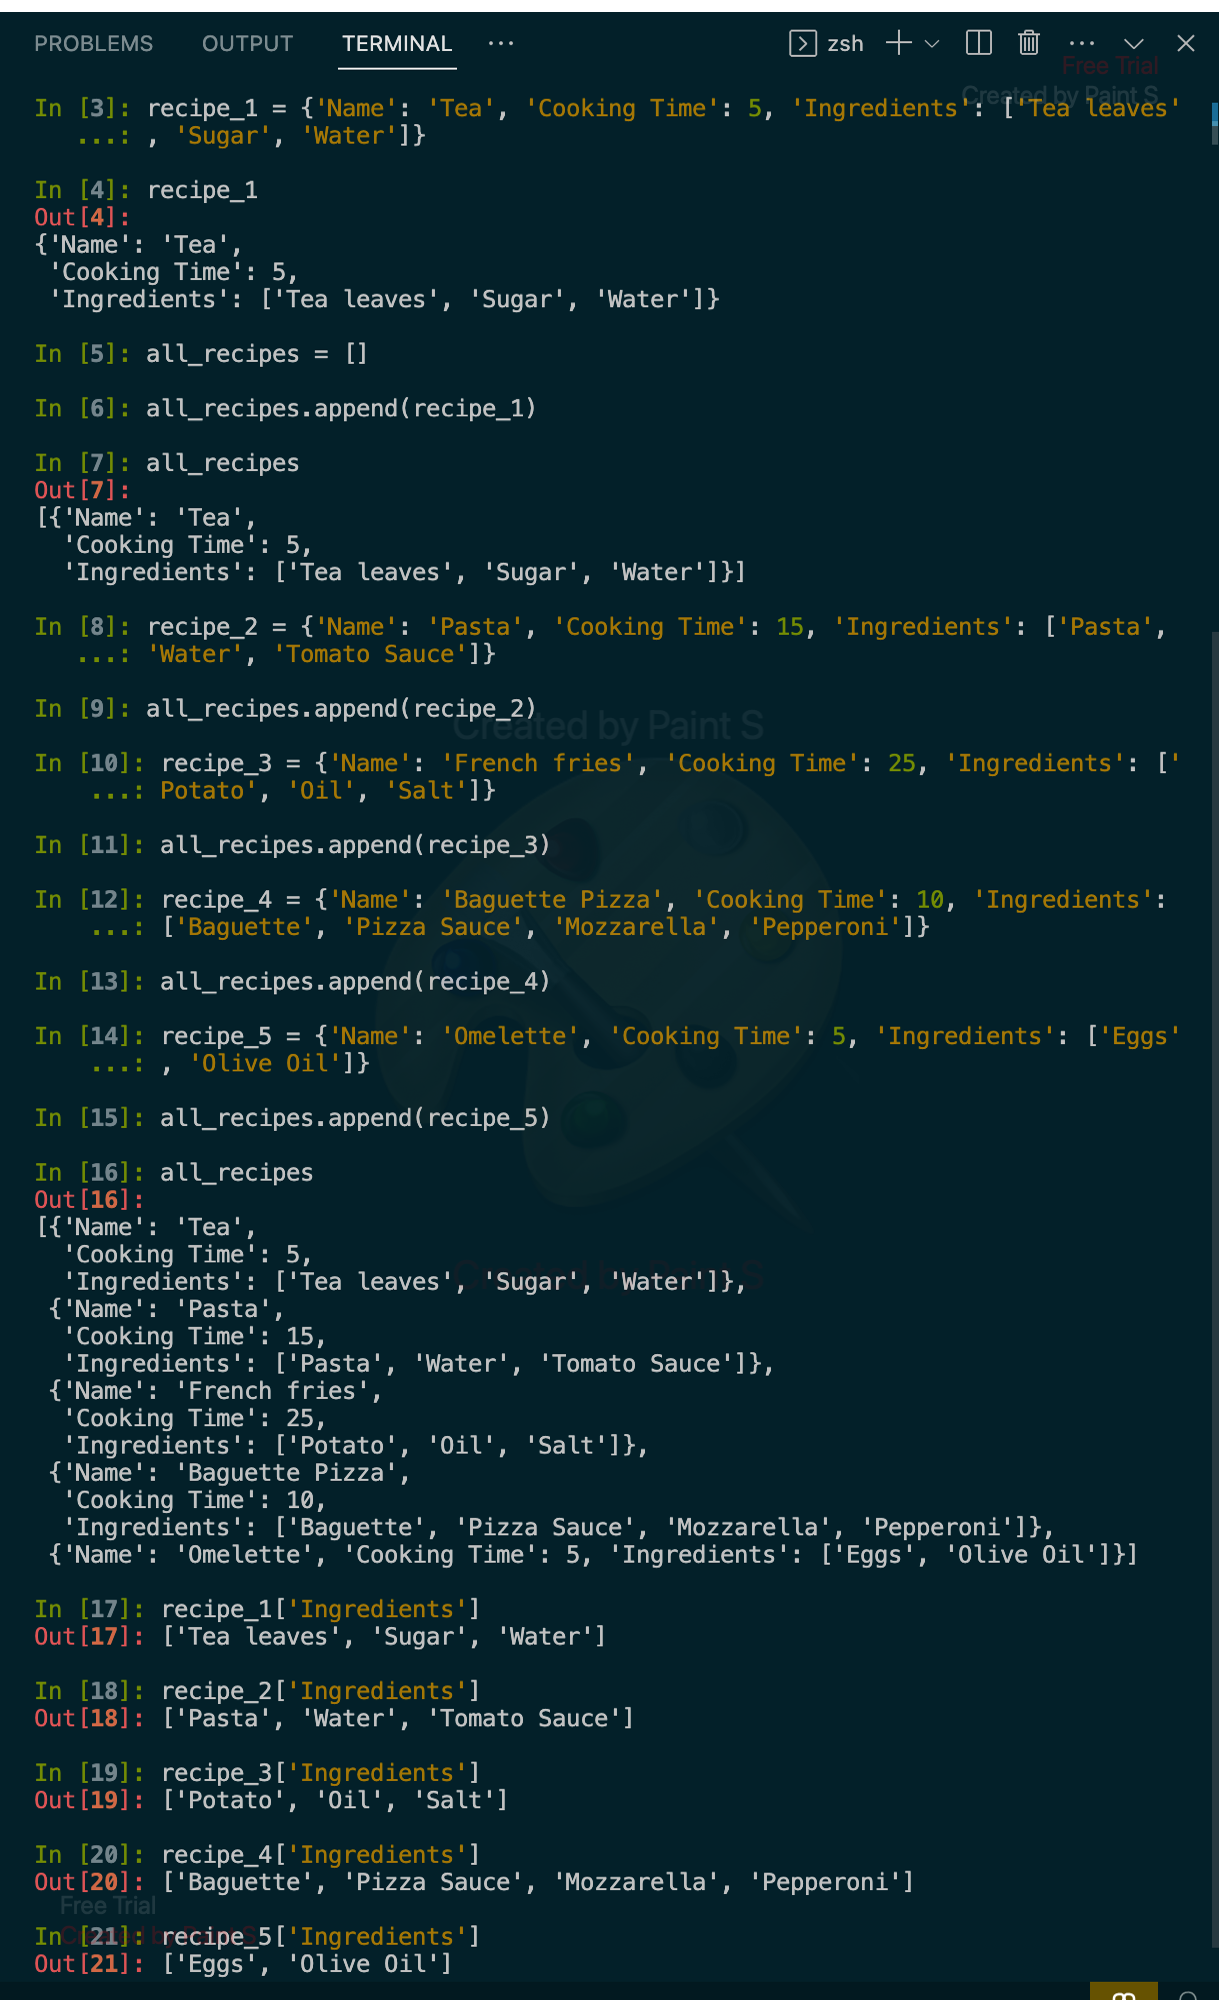 PROBLEMS OUTPUT TERMINAL ··· zsh
Free Trial
Created by Paint S
In [3]: recipe_1 = {'Name': 'Tea', 'Cooking Time': 5, 'Ingredients': ['Tea leaves'
...: , 'Sugar', 'Water']}
In [4]: recipe_1
Out[4]:
{'Name': 'Tea',
'Cooking Time': 5,
'Ingredients': ['Tea leaves', 'Sugar', 'Water']}
In [5]: all_recipes = []
In [6]: all_recipes.append(recipe_1)
In [7]: all_recipes
Out[7]:
[{'Name': 'Tea',
'Cooking Time': 5,
'Ingredients': ['Tea leaves', 'Sugar', 'Water']}]
In [8]: recipe_2 = {'Name': 'Pasta', 'Cooking Time': 15, 'Ingredients': ['Pasta',
...: 'Water', 'Tomato Sauce']}
In [9]: all_recipes.append(recipe_2)
Created by Paint S
In [10]: recipe_3 = {'Name': 'French fries', 'Cooking Time': 25, 'Ingredients': ['
...: Potato', 'Oil', 'Salt']}
In [11]: all_recipes.append(recipe_3)
In [12]: recipe_4 = {'Name': 'Baguette Pizza', 'Cooking Time': 10, 'Ingredients':
...: ['Baguette', 'Pizza Sauce', 'Mozzarella', 'Pepperoni']}
In [13]: all_recipes.append(recipe_4)
In [14]: recipe_5 = {'Name': 'Omelette', 'Cooking Time': 5, 'Ingredients': ['Eggs'
...: , 'Olive Oil']}
In [15]: all_recipes.append(recipe_5)
In [16]: all_recipes
Out[16]:
[{'Name': 'Tea',
'Cooking Time': 5,
'Ingredients': ['Tea leaves', 'Sugar', 'Water']},
Created by Paint S
{'Name': 'Pasta',
'Cooking Time': 15,
'Ingredients': ['Pasta', 'Water', 'Tomato Sauce']},
{'Name': 'French fries',
'Cooking Time': 25,
'Ingredients': ['Potato', 'Oil', 'Salt']},
{'Name': 'Baguette Pizza',
'Cooking Time': 10,
'Ingredients': ['Baguette', 'Pizza Sauce', 'Mozzarella', 'Pepperoni']},
{'Name': 'Omelette', 'Cooking Time': 5, 'Ingredients': ['Eggs', 'Olive Oil']}]
In [17]: recipe_1['Ingredients']
Out[17]: ['Tea leaves', 'Sugar', 'Water']
In [18]: recipe_2['Ingredients']
Out[18]: ['Pasta', 'Water', 'Tomato Sauce']
In [19]: recipe_3['Ingredients']
Out[19]: ['Potato', 'Oil', 'Salt']
In [20]: recipe_4['Ingredients']
Out[20]: ['Baguette', 'Pizza Sauce', 'Mozzarella', 'Pepperoni']
Free Trial
Created by Paint S
In [21]: recipe_5['Ingredients']
Out[21]: ['Eggs', 'Olive Oil']